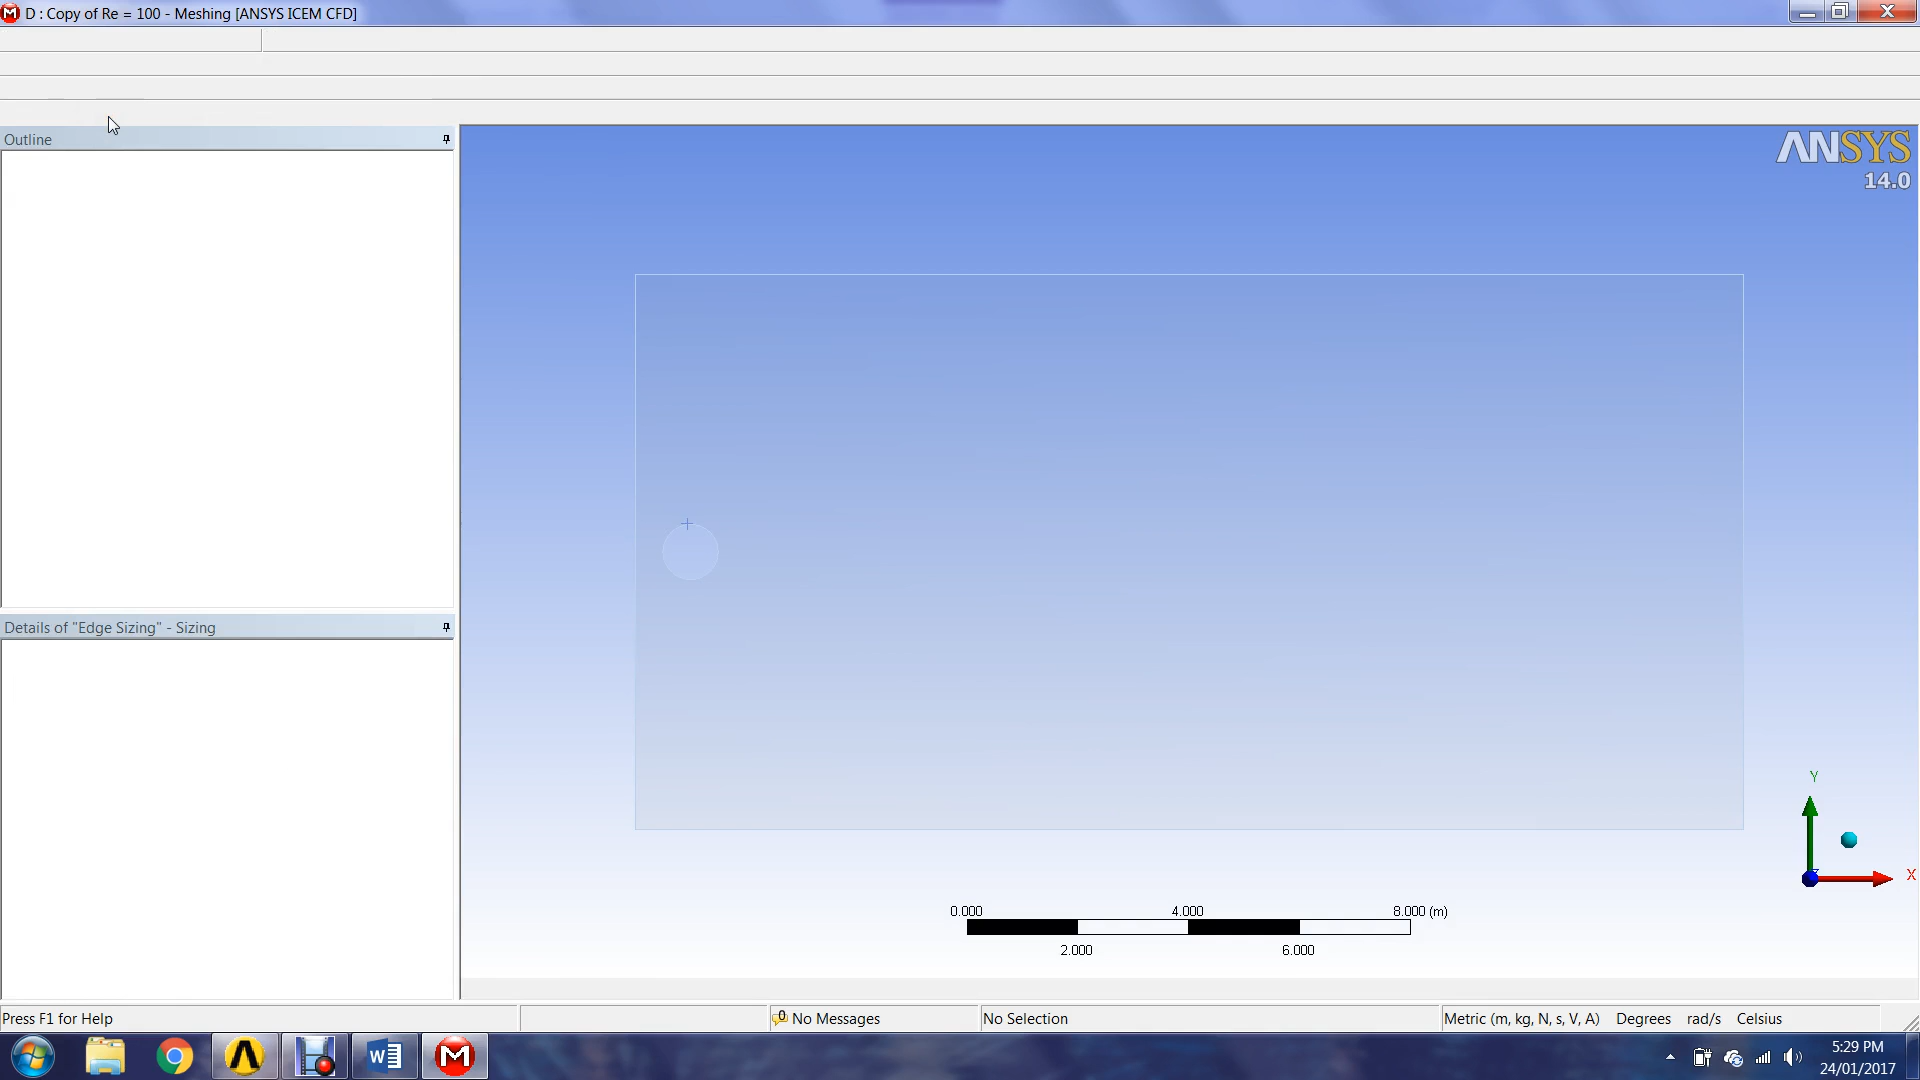 D : Copy of Re = 100 - Meshing [ANSYS ICEM CFD]
Outline
ANSYS
14.0
Details of "Edge Sizing" - Sizing
Y
X
0.000 4.000 8.000 (m)
2.000 6.000
Press F1 for Help
0 No Messages
No Selection
Metric (m, kg, N, s, V, A) Degrees rad/s Celsius
5:29 PM
24/01/2017